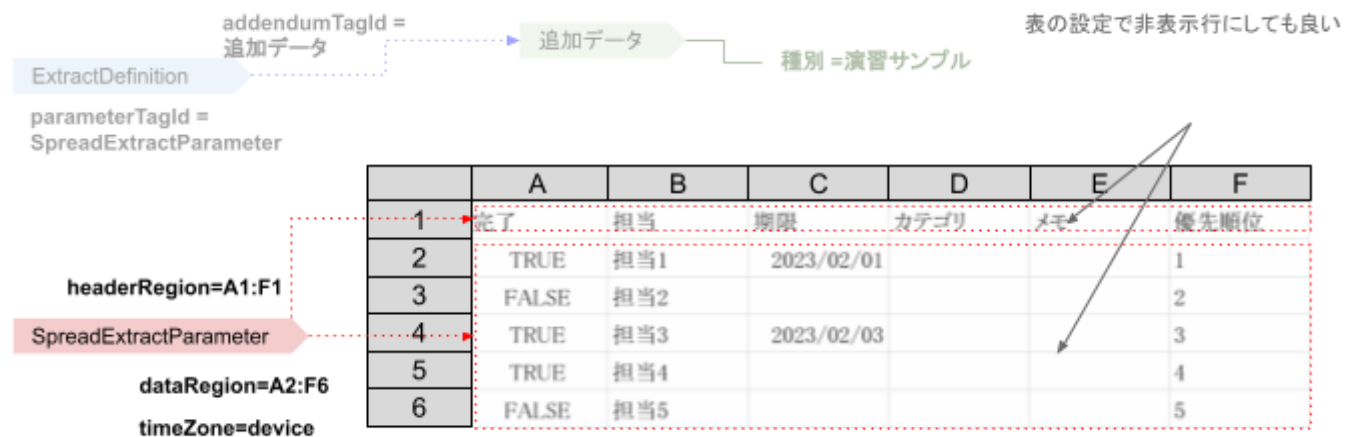 addendumTagId =
追加データ
追加データ
表の設定で非表示行にしても良い
種別 =演習サンプル
ExtractDefinition
parameterTagId =
SpreadExtractParameter
A B C D E F
1 完了 担当 期限 カテゴリ メモ 優先順位
2 TRUE 担当1 2023/02/01 1
3 FALSE 担当2 2
4 TRUE 担当3 2023/02/03 3
5 TRUE 担当4 4
6 FALSE 担当5 5
headerRegion=A1:F1
SpreadExtractParameter
dataRegion=A2:F6
timeZone=device